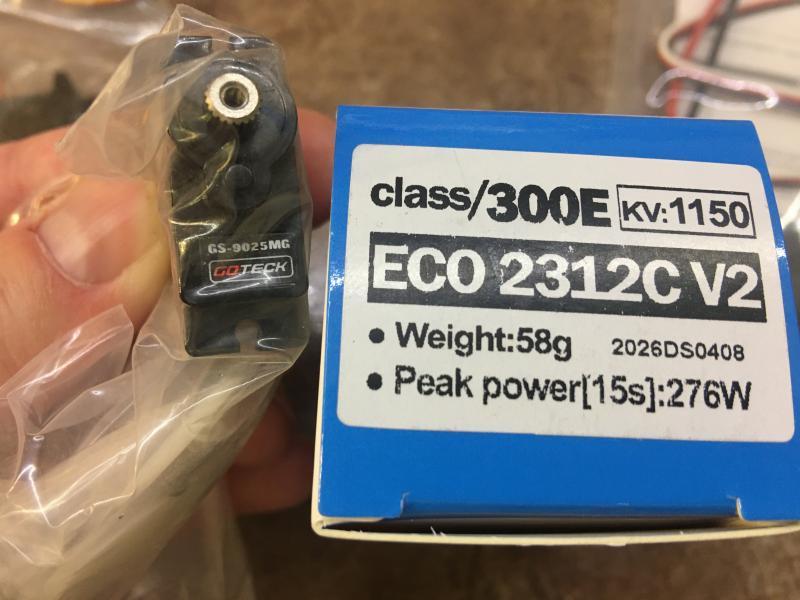 GS-9025MG
GOTECK
class/300E KV:1150
ECO 2312C V2
• Weight:58g 2026DS0408
• Peak power[15s]:276W